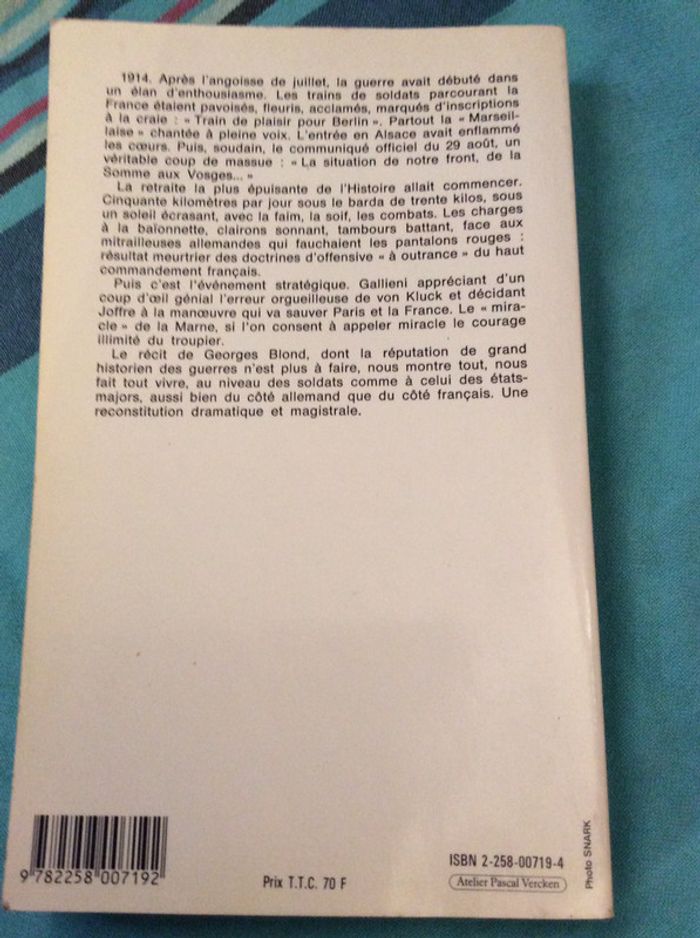 1914. Après l'angoisse de juillet, la guerre avait débuté dans
un élan d'enthousiasme. Les trains de soldats parcourant la
France étaient pavoisés, fleuris, acclamés, marqués d'inscriptions
à la craie : « Train de plaisir pour Berlin ». Partout la « Marseil-
laise » chantée à pleine voix. L'entrée en Alsace avait enflammé
les cœurs. Puis, soudain, le communiqué officiel du 29 août, un
véritable coup de massue : « La situation de notre front, de la
Somme aux Vosges... »
La retraite la plus épuisante de l'Histoire allait commencer.
Cinquante kilomètres par jour sous le barda de trente kilos, sous
un soleil écrasant, avec la faim, la soif, les combats. Les charges
à la baïonnette, clairons sonnant, tambours battant, face aux
mitrailleuses allemandes qui fauchaient les pantalons rouges :
résultat meurtrier des doctrines d'offensive « à outrance » du haut
commandement français.
Puis c'est l'événement stratégique. Gallieni appréciant d'un
coup d'œil génial l'erreur orgueilleuse de von Kluck et décidant
Joffre à la manœuvre qui va sauver Paris et la France. Le « mira-
cle » de la Marne, si l'on consent à appeler miracle le courage
illimité du troupier.
Le récit de Georges Blond, dont la réputation de grand
historien des guerres n'est plus à faire, nous montre tout, nous
fait tout vivre, au niveau des soldats comme à celui des états-
majors, aussi bien du côté allemand que du côté français. Une
reconstitution dramatique et magistrale.
9 782258 007192
Prix T.T.C. 70 F
ISBN 2-258-00719-4
Atelier Pascal Vercken
Photo SNARK